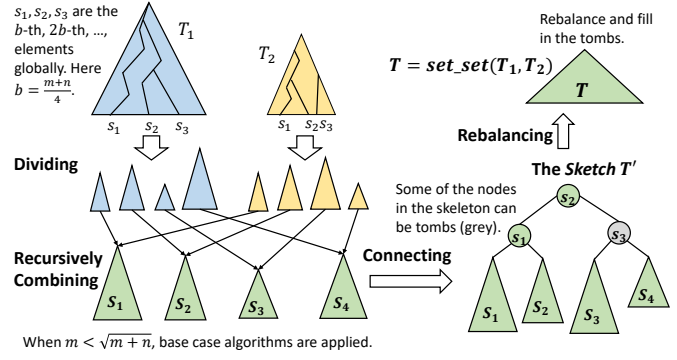 s₁, s₂, s₃ are the
b-th, 2b-th, ...,
elements
globally. Here
b = (m+n)/4.
T₁
s₁ s₂ s₃
T₂
s₁ s₂s₃
Rebalance and fill
in the tombs.
T = set_set(T₁, T₂)
T
Rebalancing
Dividing
The Sketch T′
Some of the nodes
in the skeleton can
be tombs (grey).
s₂
s₁
s₃
Recursively
Combining
Connecting
S₁
S₂
S₃
S₄
S₁
S₂
S₃
S₄
When m < √(m + n), base case algorithms are applied.